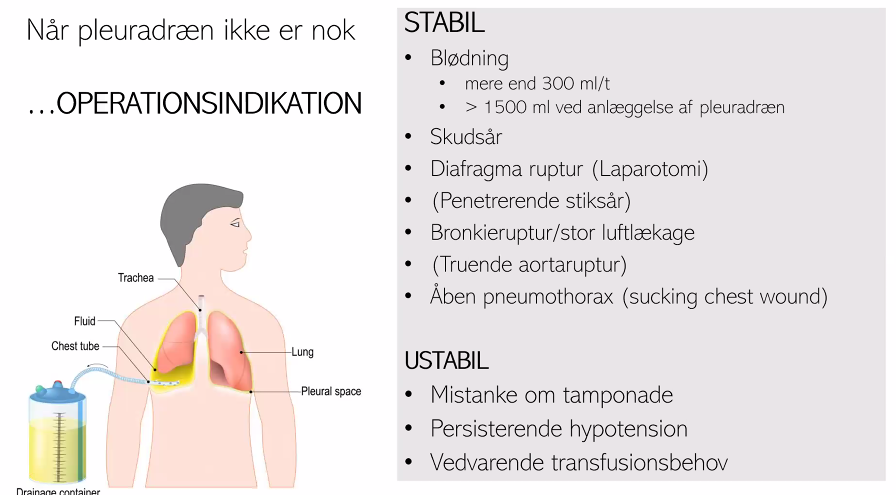 Når pleuradræn ikke er nok
...OPERATIONSINDIKATION
Trachea
Fluid
Chest tube
Lung
Pleural space
Drainage container
STABIL
• Blødning
• mere end 300 ml/t
• > 1500 ml ved anlæggelse af pleuradræn
• Skudsår
• Diafragma ruptur (Laparotomi)
• (Penetrerende stiksår)
• Bronkieruptur/stor luftlækage
• (Truende aortaruptur)
• Åben pneumothorax (sucking chest wound)
USTABIL
• Mistanke om tamponade
• Persisterende hypotension
• Vedvarende transfusionsbehov